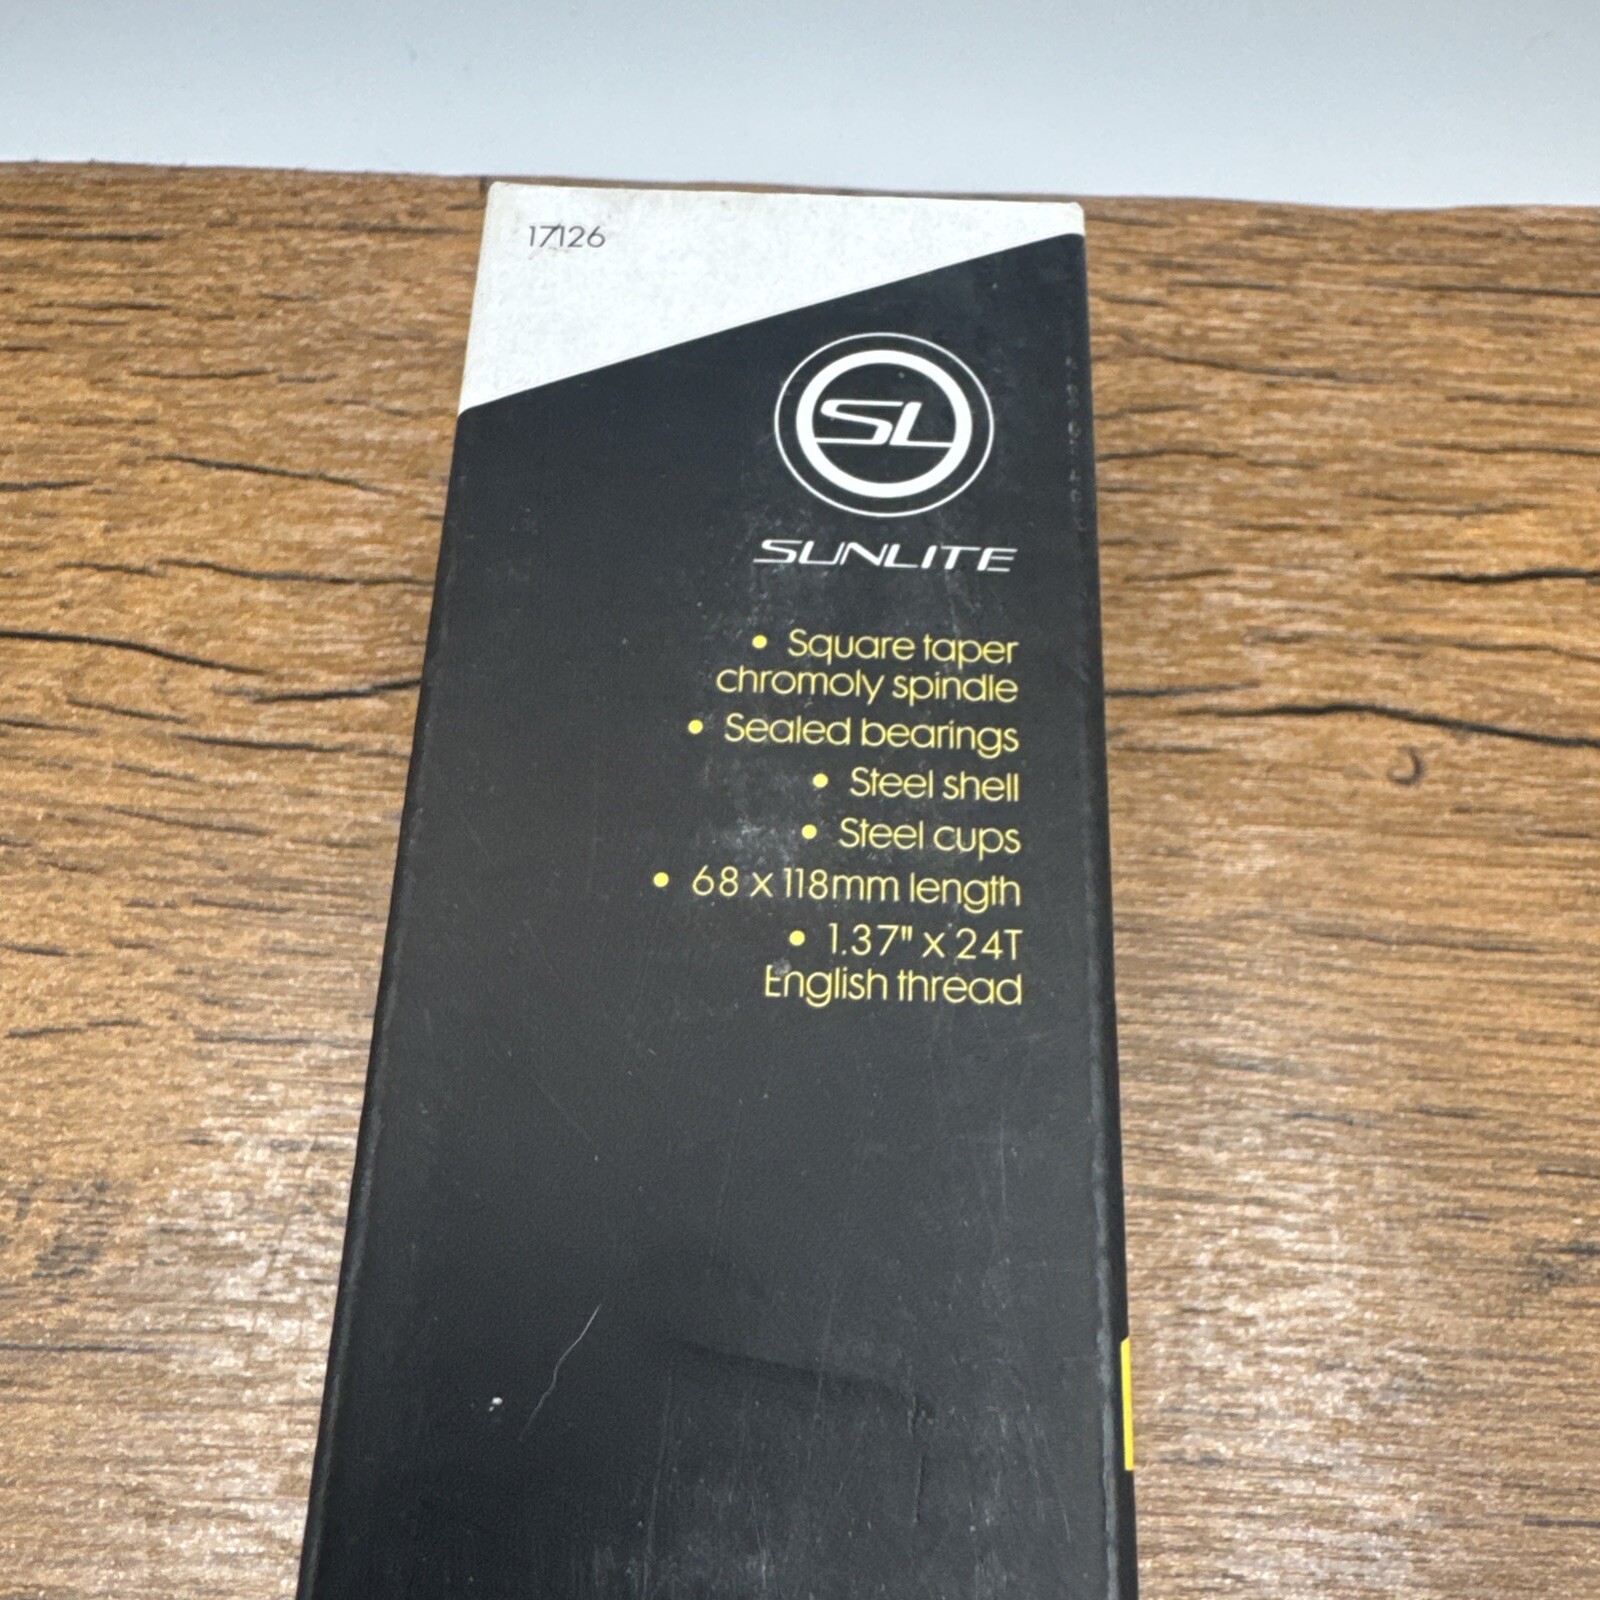 17126
SL
SUNLITE
• Square taper
chromoly spindle
• Sealed bearings
• Steel shell
• Steel cups
• 68 x 118mm length
• 1.37" x 24T
English thread